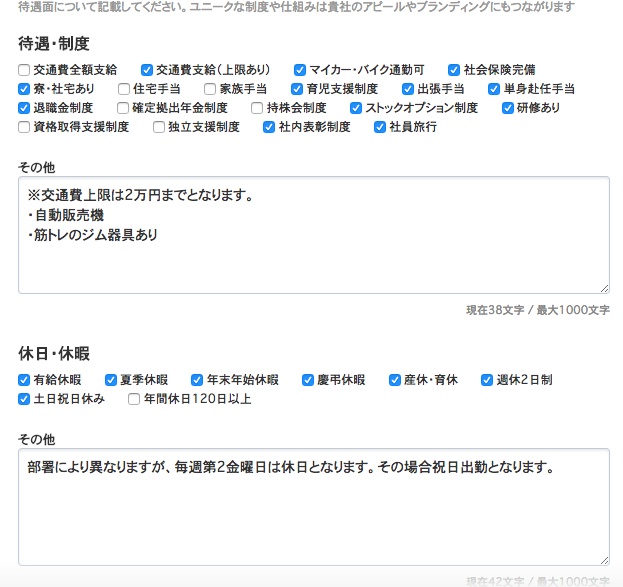 待遇面について記載してください。ユニークな制度や仕組みは貴社のアピールやブランディングにもつながります
待遇・制度
交通費全額支給 交通費支給（上限あり） マイカー・バイク通勤可 社会保険完備
寮・社宅あり 住宅手当 家族手当 育児支援制度 出張手当 単身赴任手当
退職金制度 確定拠出年金制度 持株会制度 ストックオプション制度 研修あり
資格取得支援制度 独立支援制度 社内表彰制度 社員旅行
その他
※交通費上限は2万円までとなります。
・自動販売機
・筋トレのジム器具あり
現在38文字 / 最大1000文字
休日・休暇
有給休暇 夏季休暇 年末年始休暇 慶弔休暇 産休・育休 週休2日制
土日祝日休み 年間休日120日以上
その他
部署により異なりますが、毎週第2金曜日は休日となります。その場合祝日出勤となります。
現在42文字 / 最大1000文字